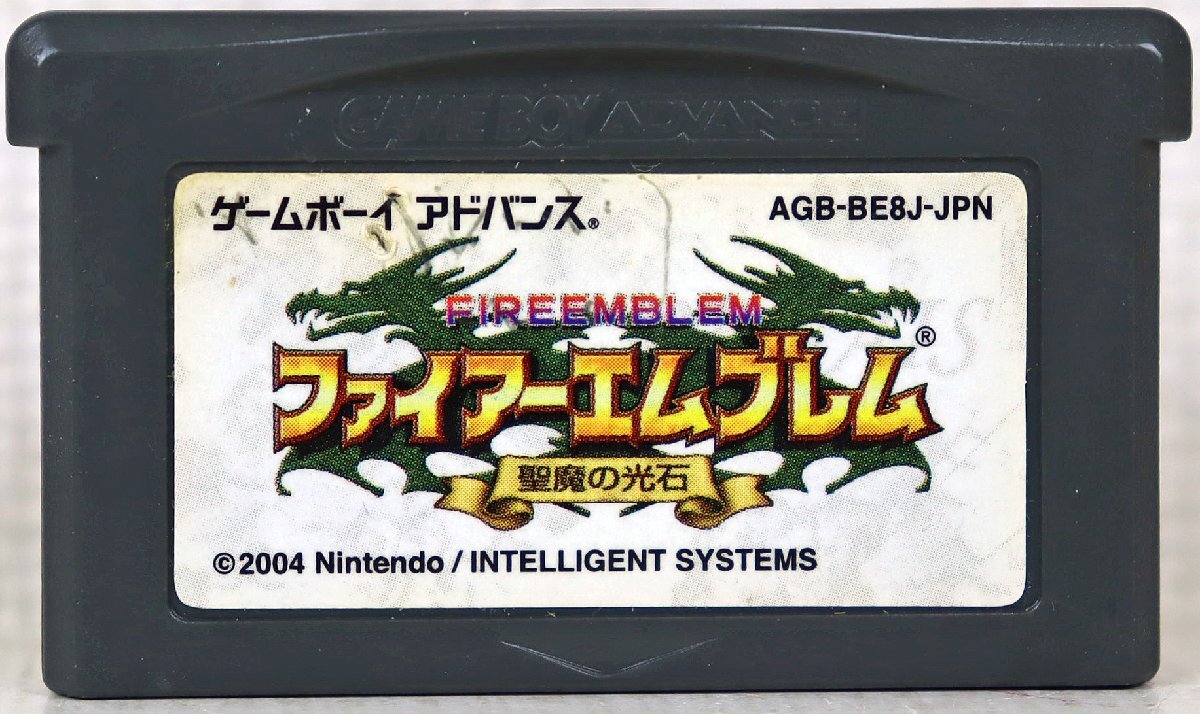 GAME BOY ADVANCE
ゲームボーイ アドバンス®
AGB-BE8J-JPN
FIREEMBLEM
ファイアーエムブレム®
聖魔の光石
©2004 Nintendo / INTELLIGENT SYSTEMS